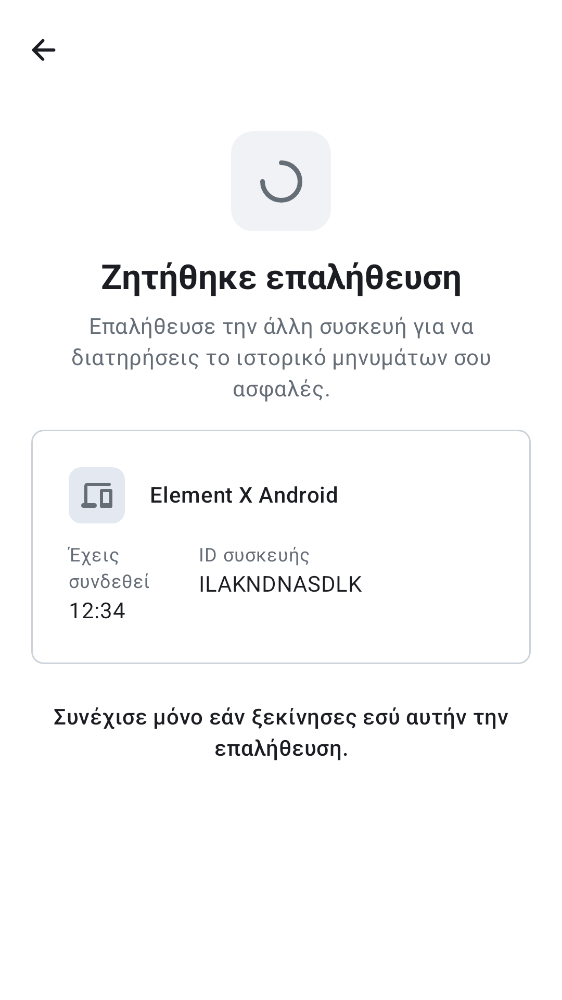 Ζητήθηκε επαλήθευση
Επαλήθευσε την άλλη συσκευή για να
διατηρήσεις το ιστορικό μηνυμάτων σου
ασφαλές.
Element X Android
Έχεις
συνδεθεί
12:34
ID συσκευής
ILAKNDNASDLK
Συνέχισε μόνο εάν ξεκίνησες εσύ αυτήν την
επαλήθευση.